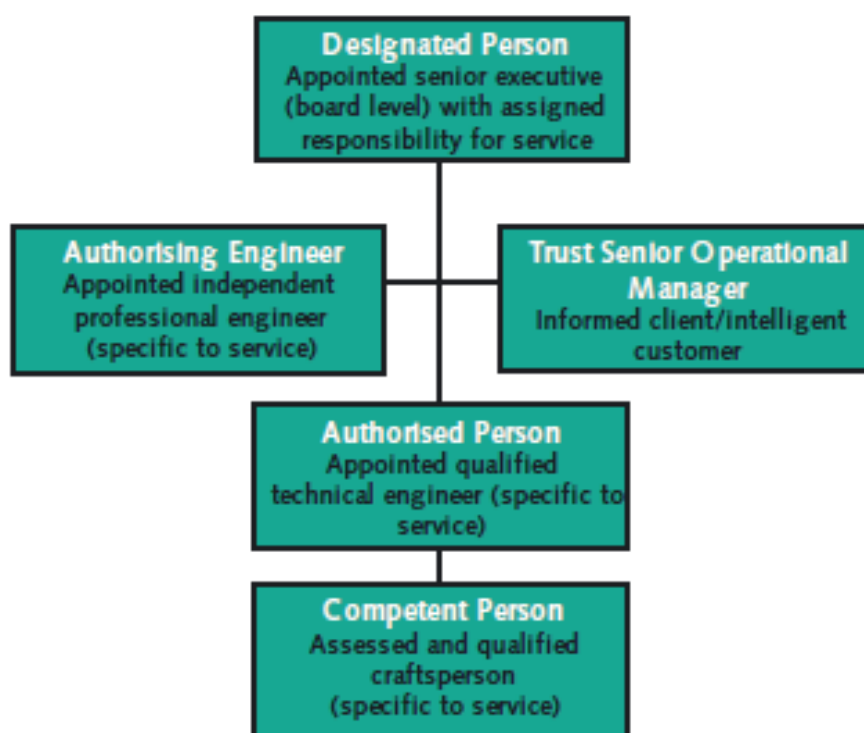 Designated Person
Appointed senior executive
(board level) with assigned
responsibility for service
Authorising Engineer
Appointed independent
professional engineer
(specific to service)
Trust Senior Operational
Manager
Informed client/intelligent
customer
Authorised Person
Appointed qualified
technical engineer (specific to
service)
Competent Person
Assessed and qualified
craftsperson
(specific to service)